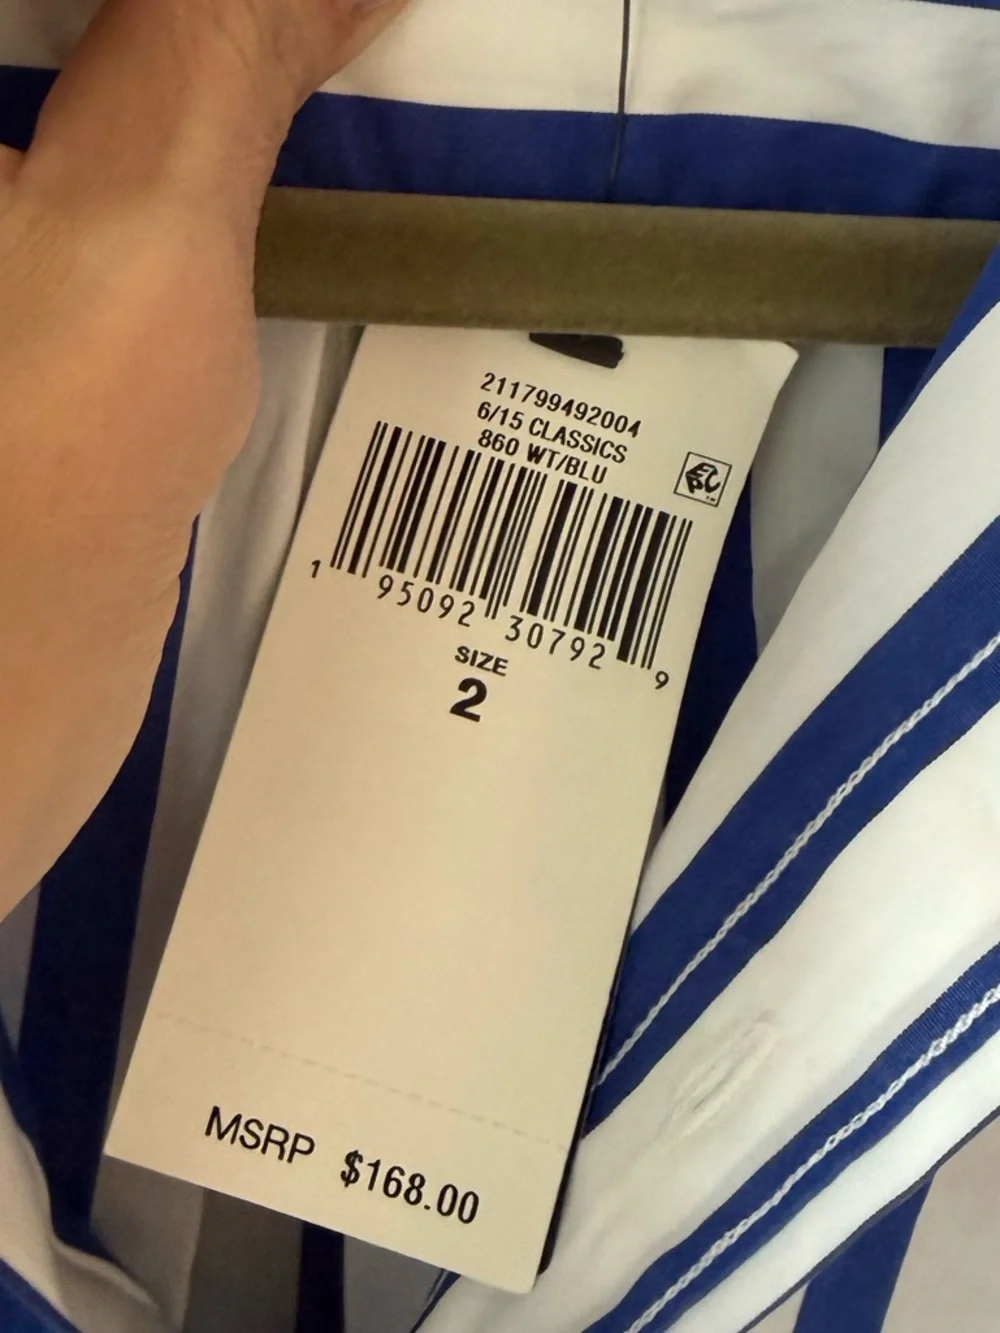 211799492004
6/15 CLASSICS
860 WT/BLU
1 95092 30792 9
SIZE
2
MSRP $168.00